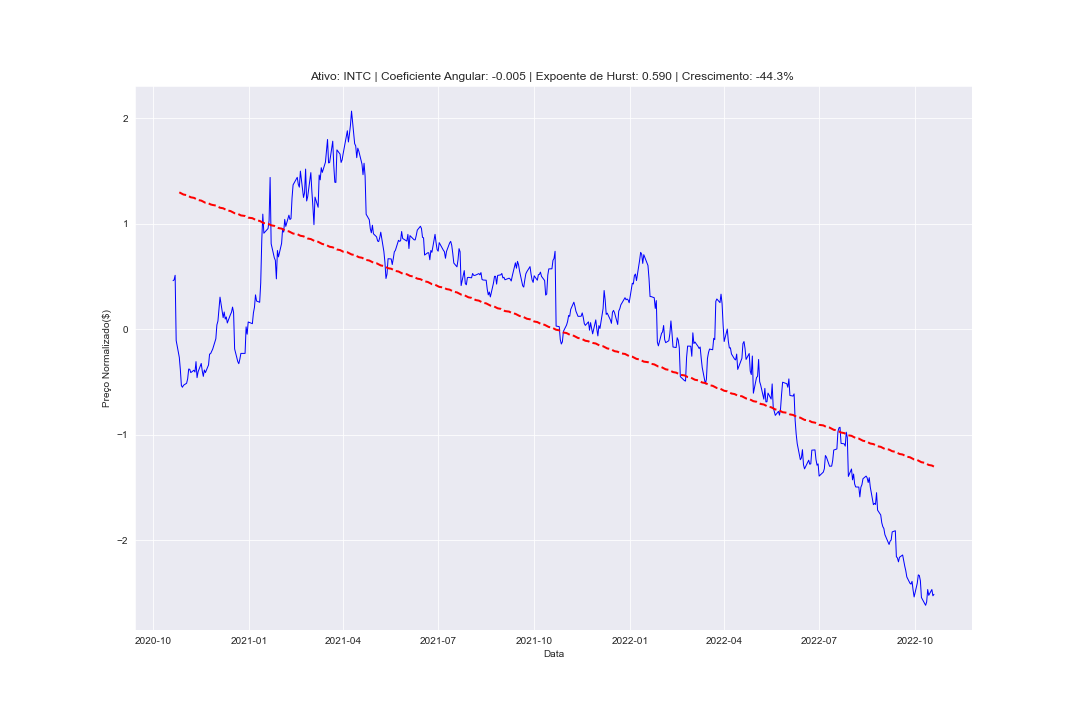 Ativo: INTC | Coeficiente Angular: -0.005 | Expoente de Hurst: 0.590 | Crescimento: -44.3%
2
1
0
−1
−2
Preço Normalizado($)
2020-10 2021-01 2021-04 2021-07 2021-10 2022-01 2022-04 2022-07 2022-10
Data